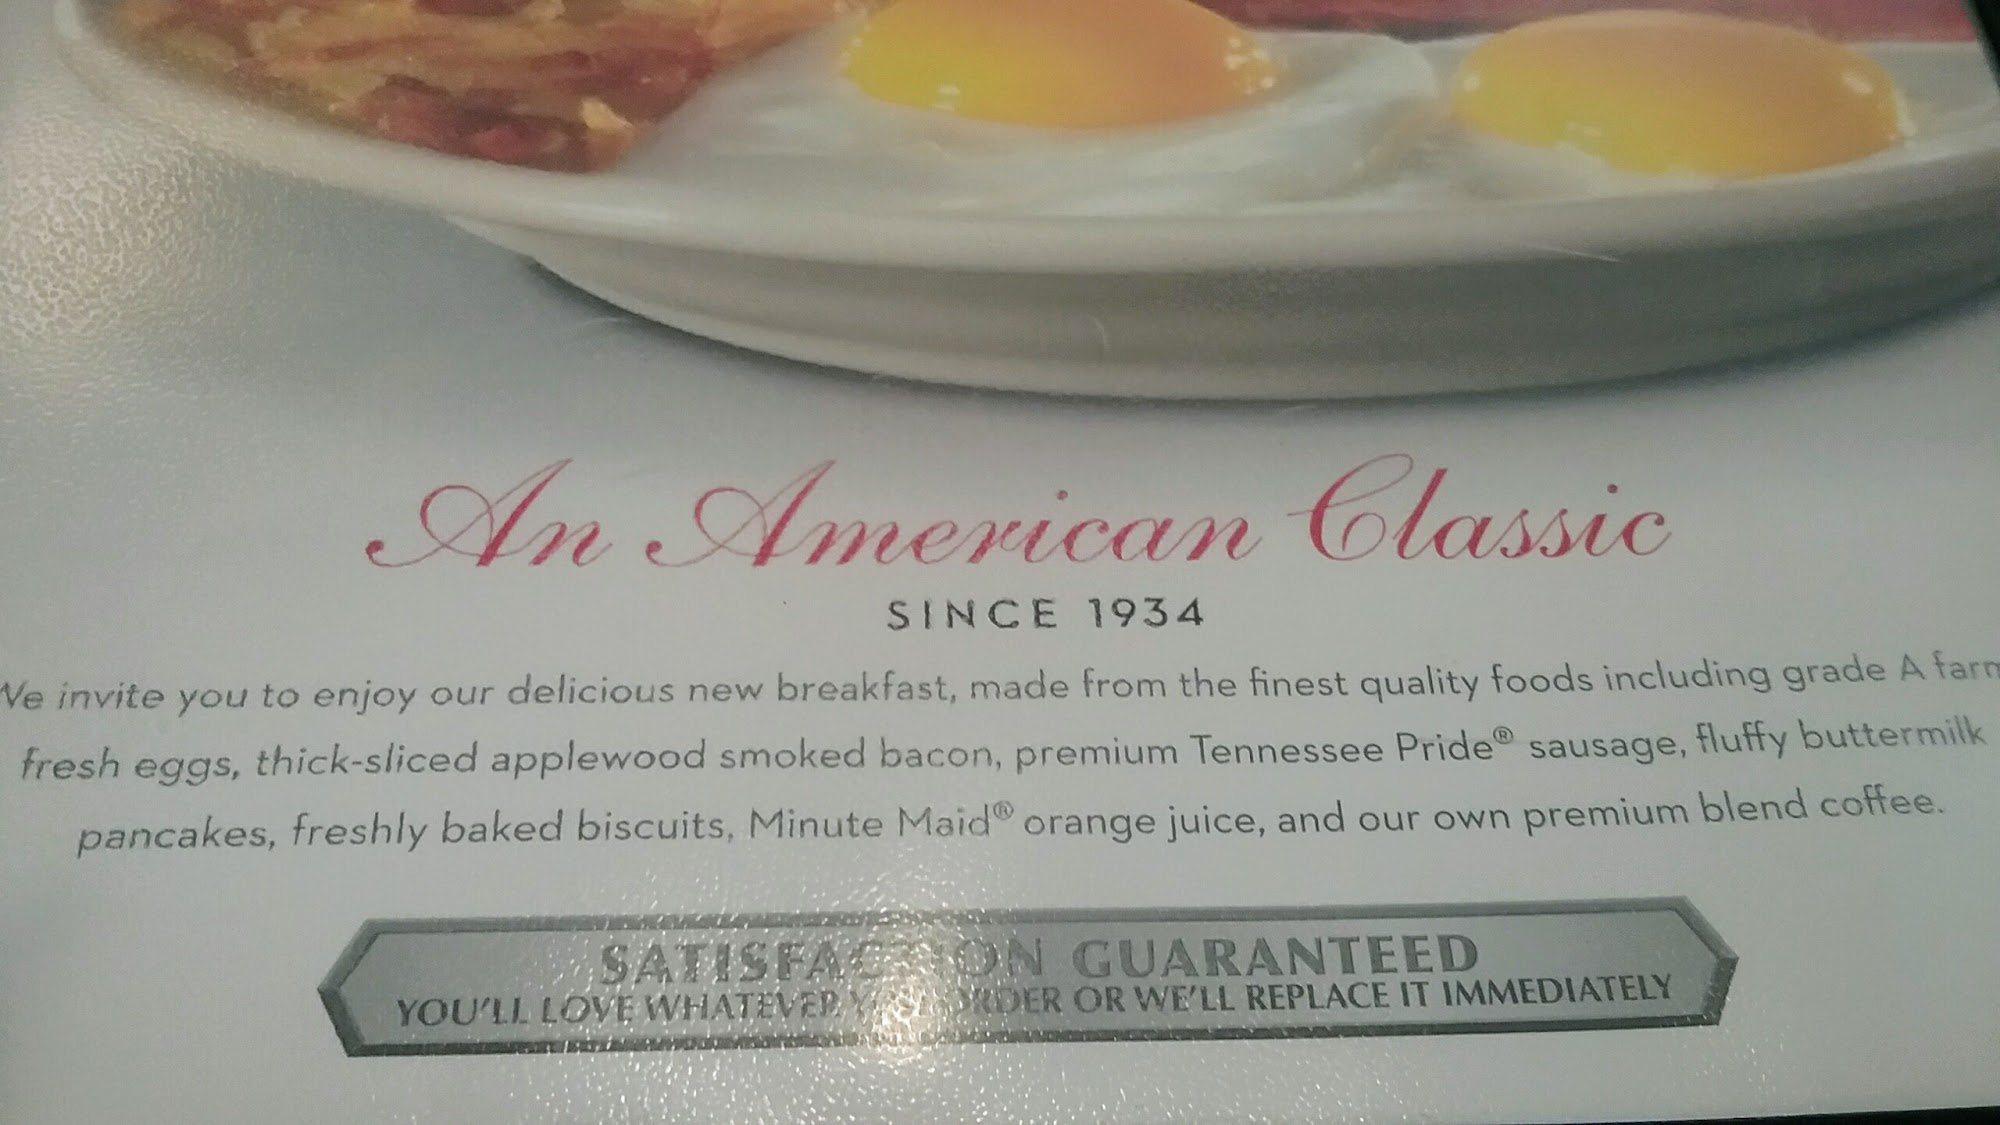 An American Classic
SINCE 1934
We invite you to enjoy our delicious new breakfast, made from the finest quality foods including grade A farm
fresh eggs, thick-sliced applewood smoked bacon, premium Tennessee Pride® sausage, fluffy buttermilk
pancakes, freshly baked biscuits, Minute Maid® orange juice, and our own premium blend coffee.
SATISFACTION GUARANTEED
YOU'LL LOVE WHATEVER YOU ORDER OR WE'LL REPLACE IT IMMEDIATELY